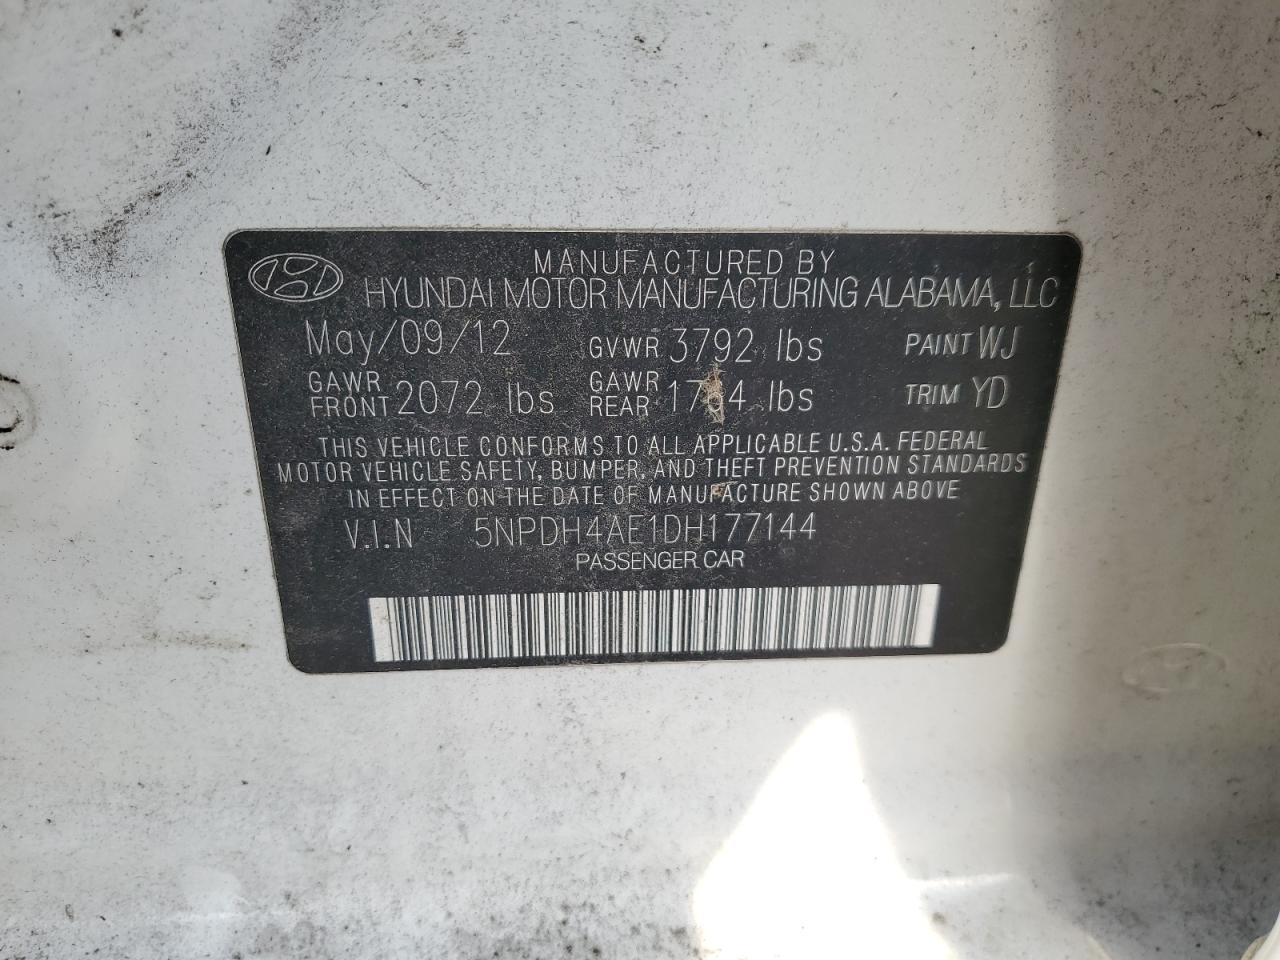 MANUFACTURED BY
HYUNDAI MOTOR MANUFACTURING ALABAMA, LLC
May/09/12 GVWR 3792 lbs PAINT WJ
GAWR FRONT 2072 lbs GAWR REAR lbs TRIM YD
THIS VEHICLE CONFORMS TO ALL APPLICABLE U.S.A. FEDERAL
MOTOR VEHICLE SAFETY, BUMPER, AND THEFT PREVENTION STANDARDS
IN EFFECT ON THE DATE OF MANUFACTURE SHOWN ABOVE
V.I.N 5NPDH4AE1DH177144
PASSENGER CAR